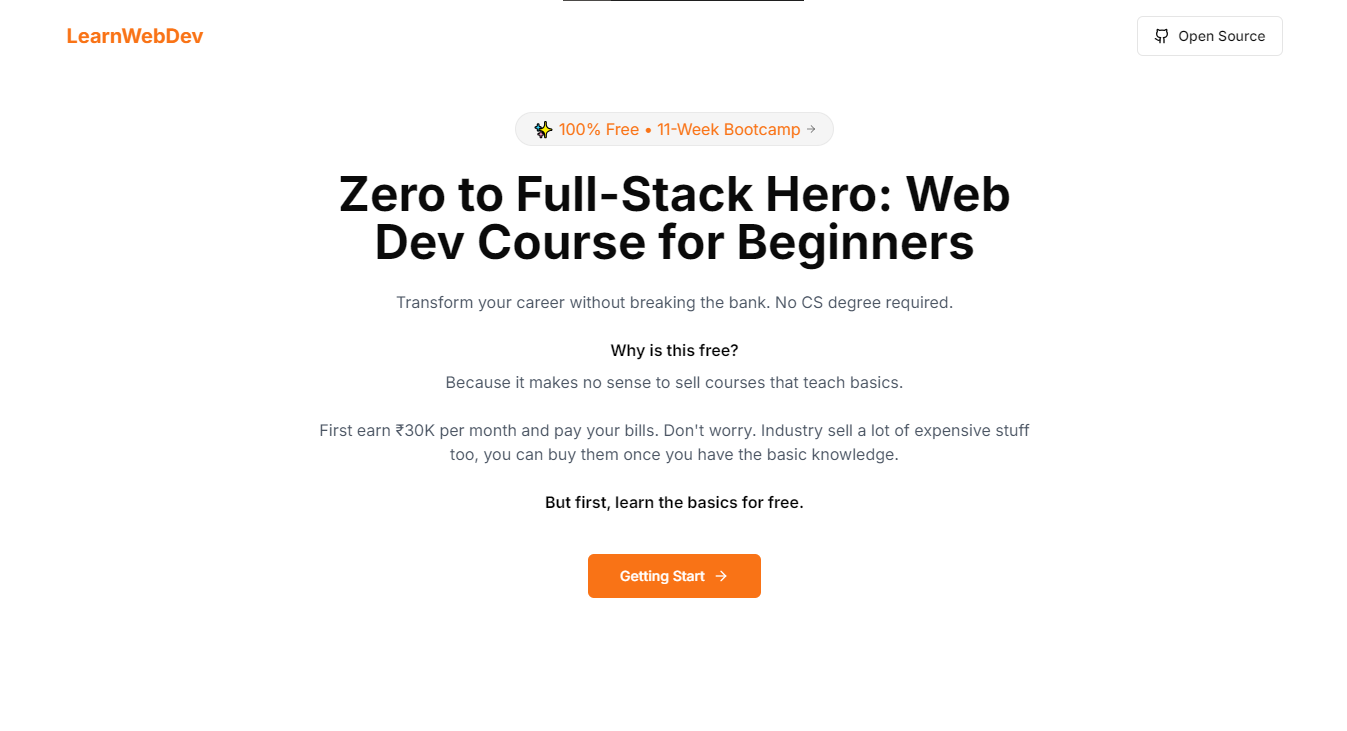 LearnWebDev
Open Source
✨ 100% Free • 11-Week Bootcamp →
Zero to Full-Stack Hero: Web
Dev Course for Beginners
Transform your career without breaking the bank. No CS degree required.
Why is this free?
Because it makes no sense to sell courses that teach basics.
First earn ₹30K per month and pay your bills. Don't worry. Industry sell a lot of expensive stuff
too, you can buy them once you have the basic knowledge.
But first, learn the basics for free.
Getting Start →